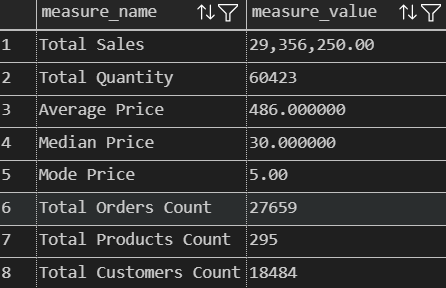 measure_name measure_value
1 Total Sales 29,356,250.00
2 Total Quantity 60423
3 Average Price 486.000000
4 Median Price 30.000000
5 Mode Price 5.00
6 Total Orders Count 27659
7 Total Products Count 295
8 Total Customers Count 18484